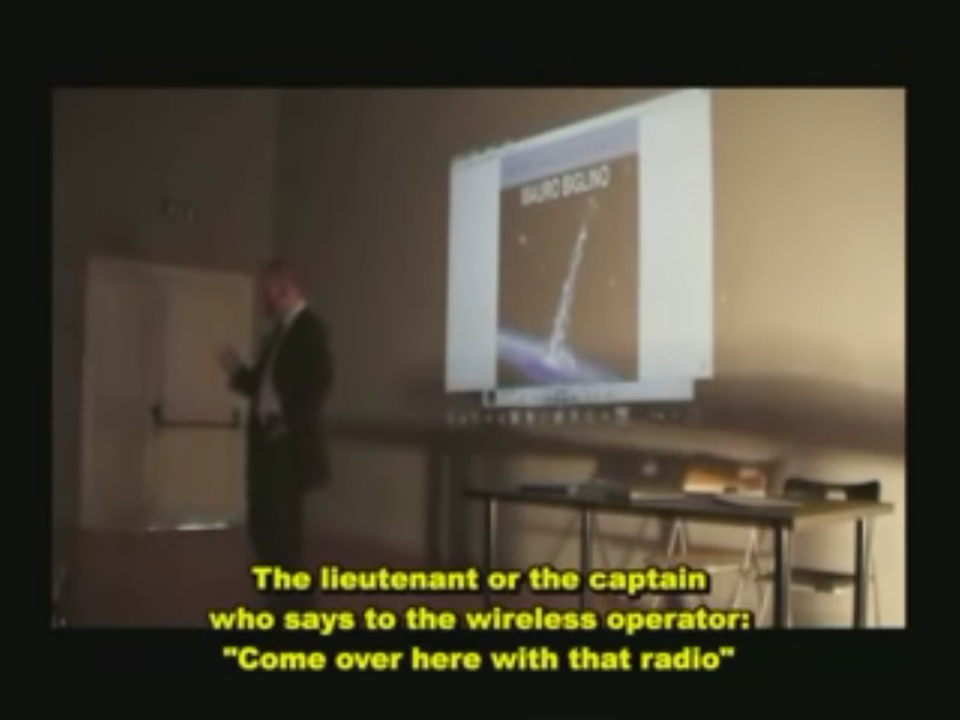 MAURO BIGLINO
The lieutenant or the captain
who says to the wireless operator:
"Come over here with that radio"